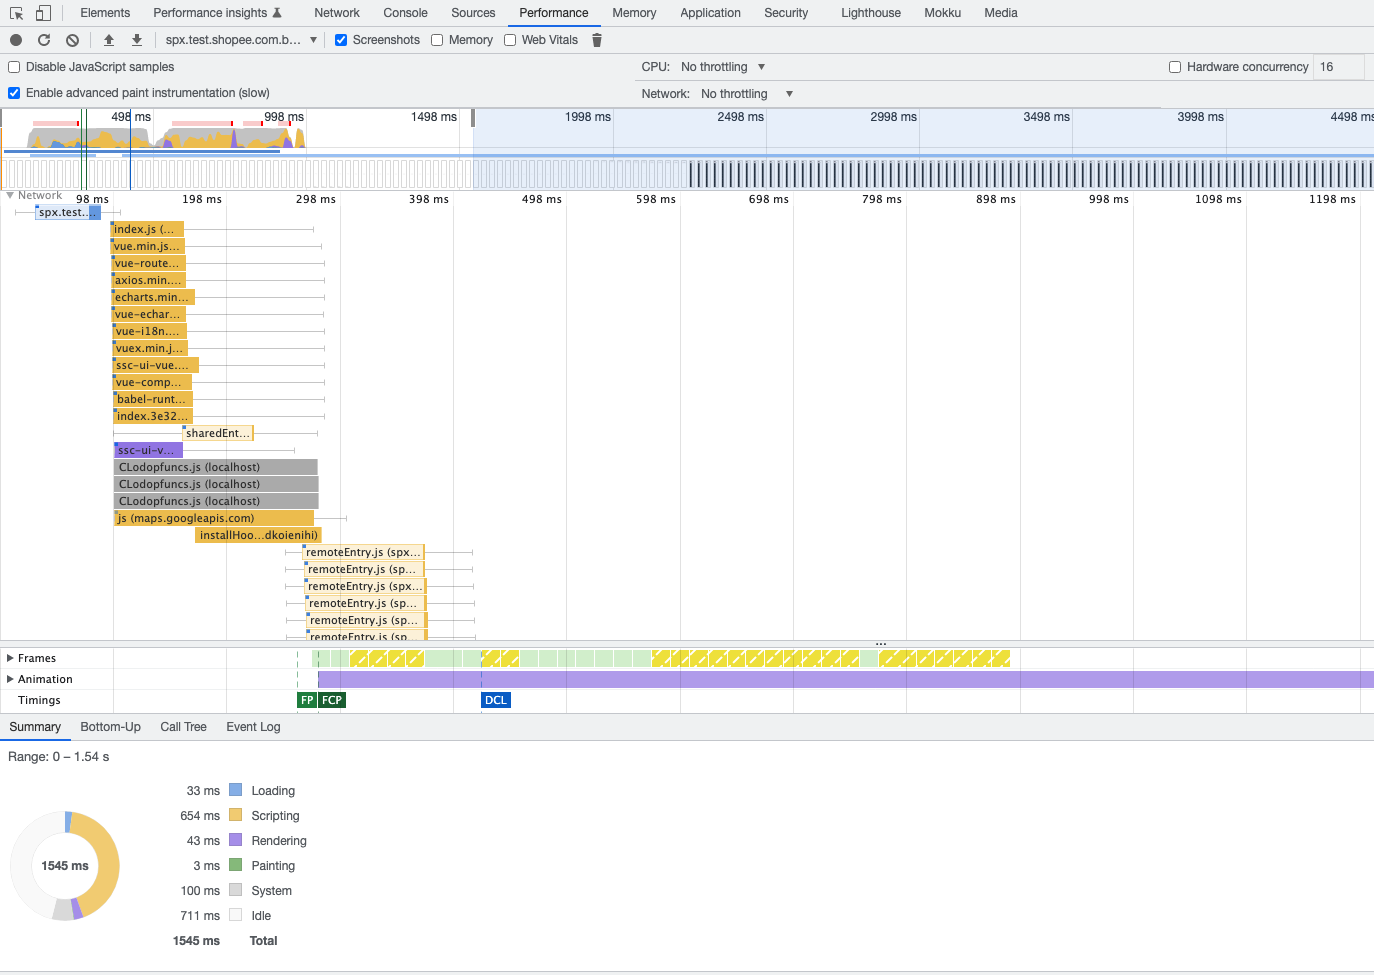 Elements Performance insights Network Console Sources Performance Memory Application Security Lighthouse Mokku Media
spx.test.shopee.com.b... Screenshots Memory Web Vitals
Disable JavaScript samples CPU: No throttling Hardware concurrency 16
Enable advanced paint instrumentation (slow) Network: No throttling
498 ms 998 ms 1498 ms 1998 ms 2498 ms 2998 ms 3498 ms 3998 ms 4498 ms
Network 98 ms 198 ms 298 ms 398 ms 498 ms 598 ms 698 ms 798 ms 898 ms 998 ms 1098 ms 1198 ms
spx.test....
index.js (...
vue.min.js...
vue-route...
axios.min....
echarts.min...
vue-echar...
vue-i18n....
vuex.min.j...
ssc-ui-vue....
vue-comp...
babel-runt...
index.3e32...
sharedEnt...
ssc-ui-v...
CLodopfuncs.js (localhost)
CLodopfuncs.js (localhost)
CLodopfuncs.js (localhost)
js (maps.googleapis.com)
installHoo...dkoienihi)
remoteEntry.js (spx...
remoteEntry.js (sp...
remoteEntry.js (spx...
remoteEntry.js (sp...
remoteEntry.js (sp...
remoteEntry.js (sp...
Frames
Animation
Timings FP FCP DCL
Summary Bottom-Up Call Tree Event Log
Range: 0 – 1.54 s
33 ms Loading
654 ms Scripting
43 ms Rendering
1545 ms
3 ms Painting
100 ms System
711 ms Idle
1545 ms Total